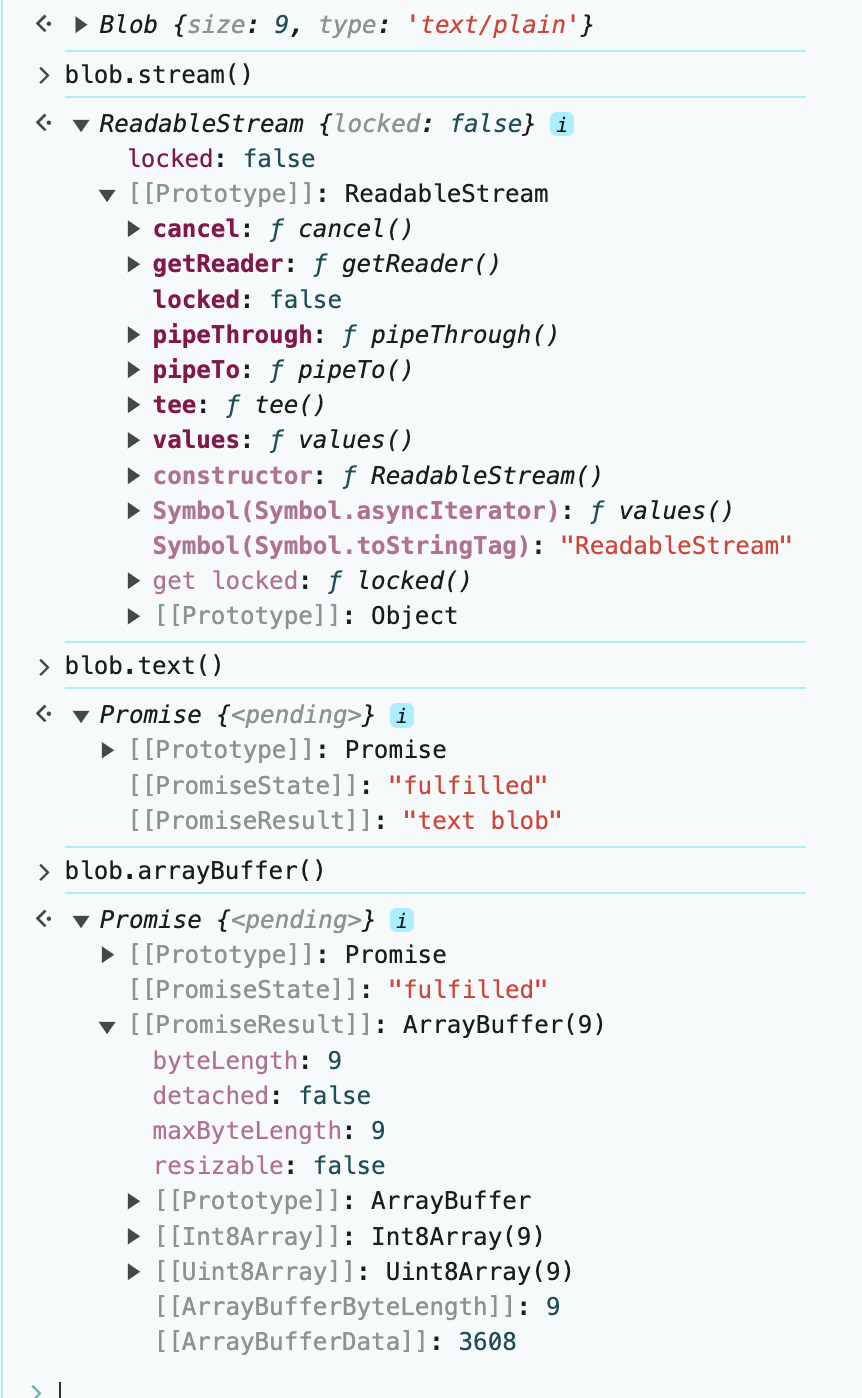 Blob {size: 9, type: 'text/plain'}
blob.stream()
ReadableStream {locked: false} i
locked: false
[[Prototype]]: ReadableStream
cancel: ƒ cancel()
getReader: ƒ getReader()
locked: false
pipeThrough: ƒ pipeThrough()
pipeTo: ƒ pipeTo()
tee: ƒ tee()
values: ƒ values()
constructor: ƒ ReadableStream()
Symbol(Symbol.asyncIterator): ƒ values()
Symbol(Symbol.toStringTag): "ReadableStream"
get locked: ƒ locked()
[[Prototype]]: Object
blob.text()
Promise {<pending>} i
[[Prototype]]: Promise
[[PromiseState]]: "fulfilled"
[[PromiseResult]]: "text blob"
blob.arrayBuffer()
Promise {<pending>} i
[[Prototype]]: Promise
[[PromiseState]]: "fulfilled"
[[PromiseResult]]: ArrayBuffer(9)
byteLength: 9
detached: false
maxByteLength: 9
resizable: false
[[Prototype]]: ArrayBuffer
[[Int8Array]]: Int8Array(9)
[[Uint8Array]]: Uint8Array(9)
[[ArrayBufferByteLength]]: 9
[[ArrayBufferData]]: 3608